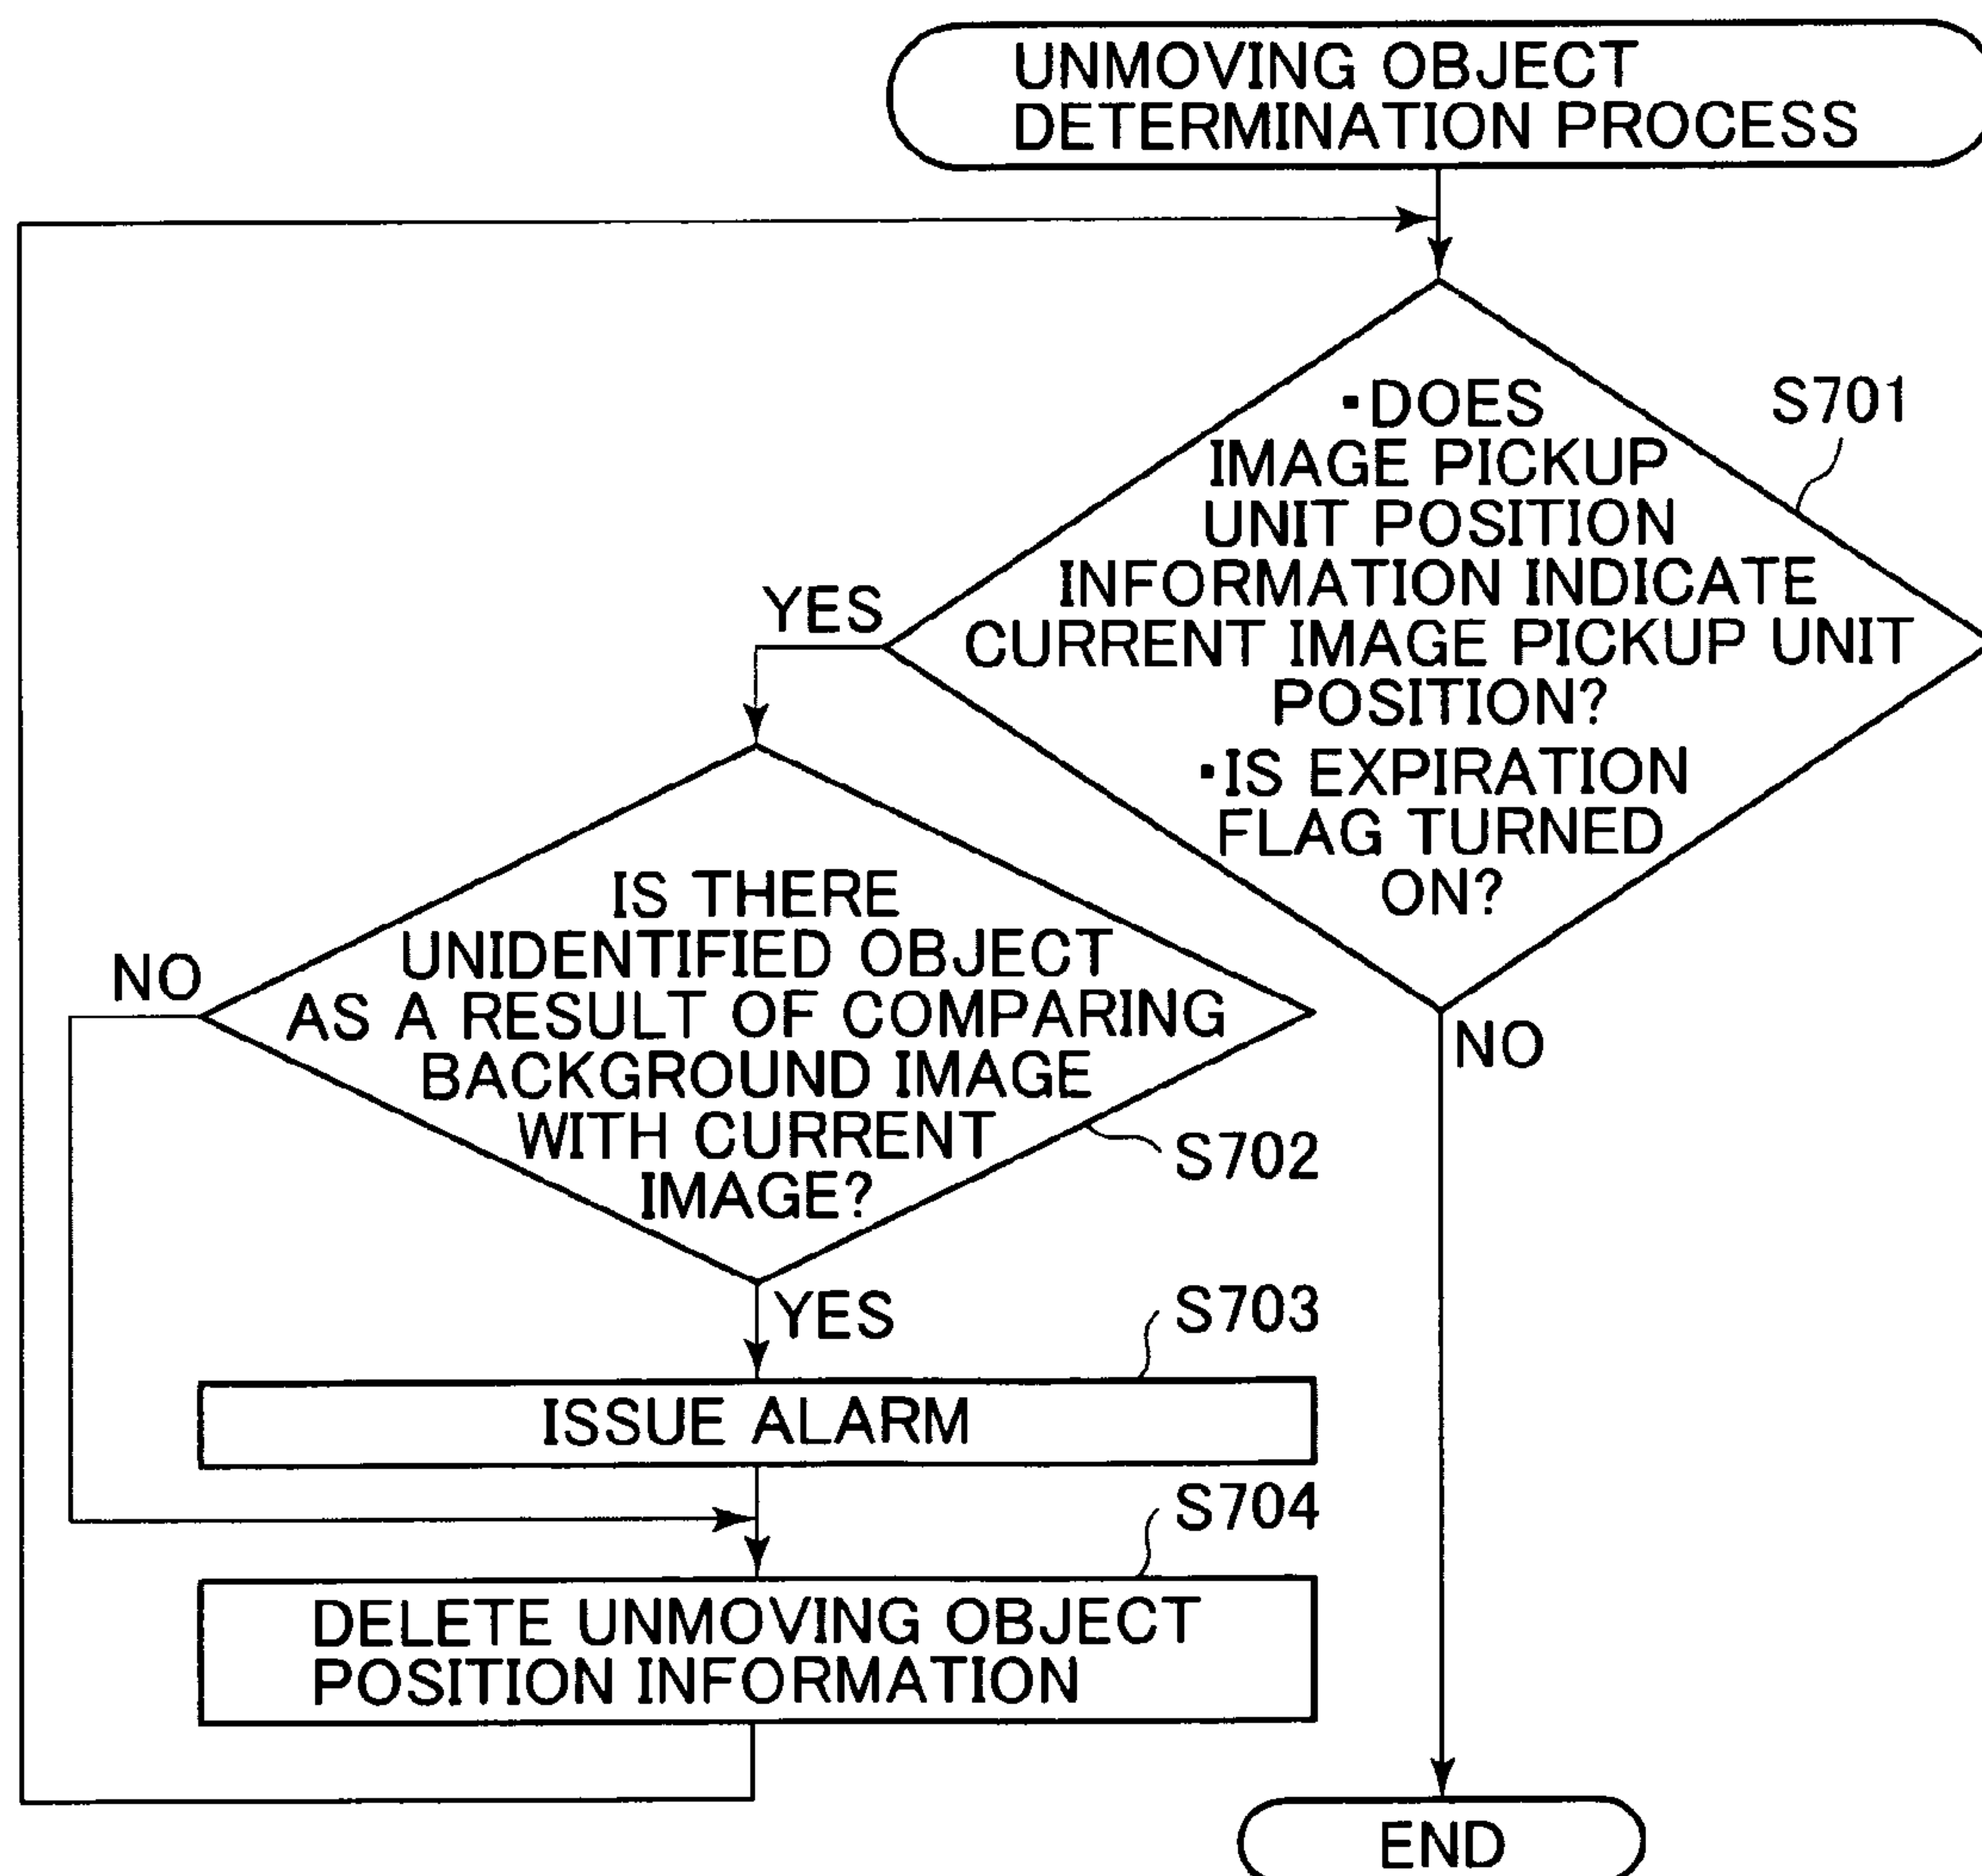 UNMOVING OBJECT
DETERMINATION PROCESS
▪DOES
IMAGE PICKUP
UNIT POSITION
INFORMATION INDICATE
CURRENT IMAGE PICKUP UNIT
POSITION?
▪IS EXPIRATION
FLAG TURNED
ON?
S701
YES
NO
IS THERE
UNIDENTIFIED OBJECT
AS A RESULT OF COMPARING
BACKGROUND IMAGE
WITH CURRENT
IMAGE?
S702
NO
YES
S703
ISSUE ALARM
S704
DELETE UNMOVING OBJECT
POSITION INFORMATION
END